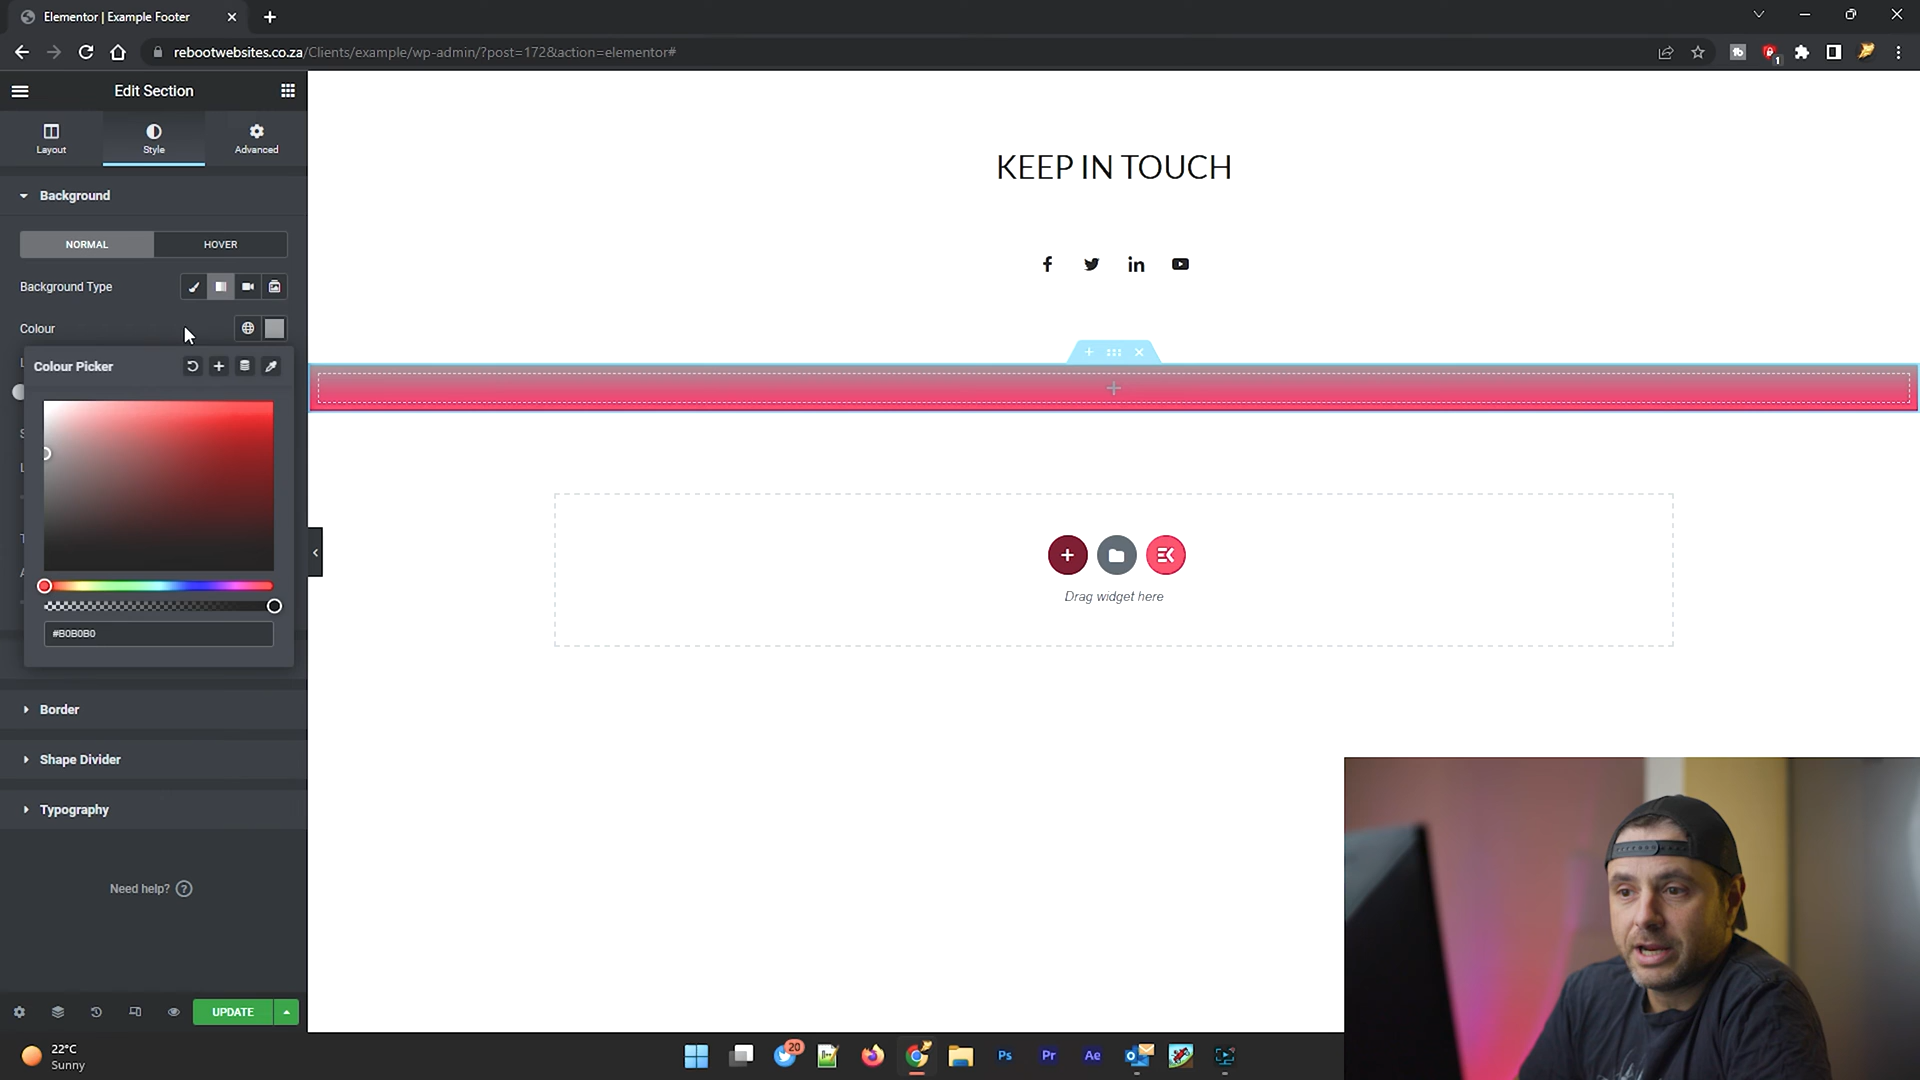 Elementor | Example Footer
rebootwebsites.co.za/Clients/example/wp-admin/?post=172&action=elementor#
1
Edit Section
Layout
Style
Advanced
Background
NORMAL
HOVER
Background Type
Colour
Colour Picker
#B0B0B0
Border
Shape Divider
Typography
Need help? ?
UPDATE
KEEP IN TOUCH
Drag widget here
22°C
Sunny
20
Ps
Pr
Ae